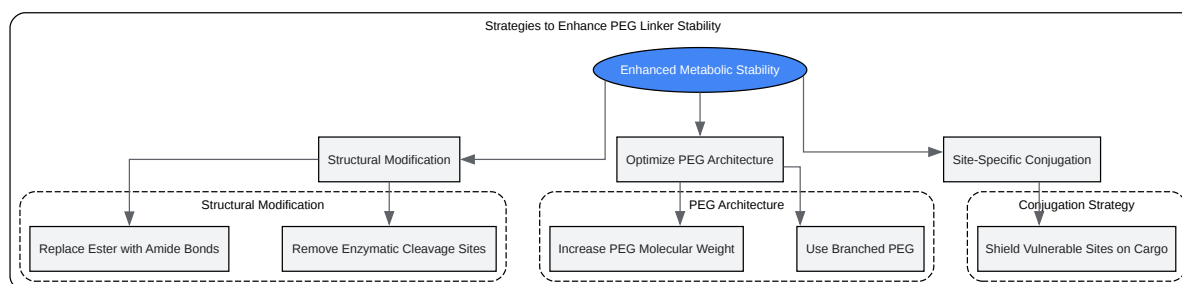 Strategies to Enhance PEG Linker Stability
Enhanced Metabolic Stability
Structural Modification
Optimize PEG Architecture
Site-Specific Conjugation
Structural Modification
PEG Architecture
Conjugation Strategy
Replace Ester with Amide Bonds
Remove Enzymatic Cleavage Sites
Increase PEG Molecular Weight
Use Branched PEG
Shield Vulnerable Sites on Cargo